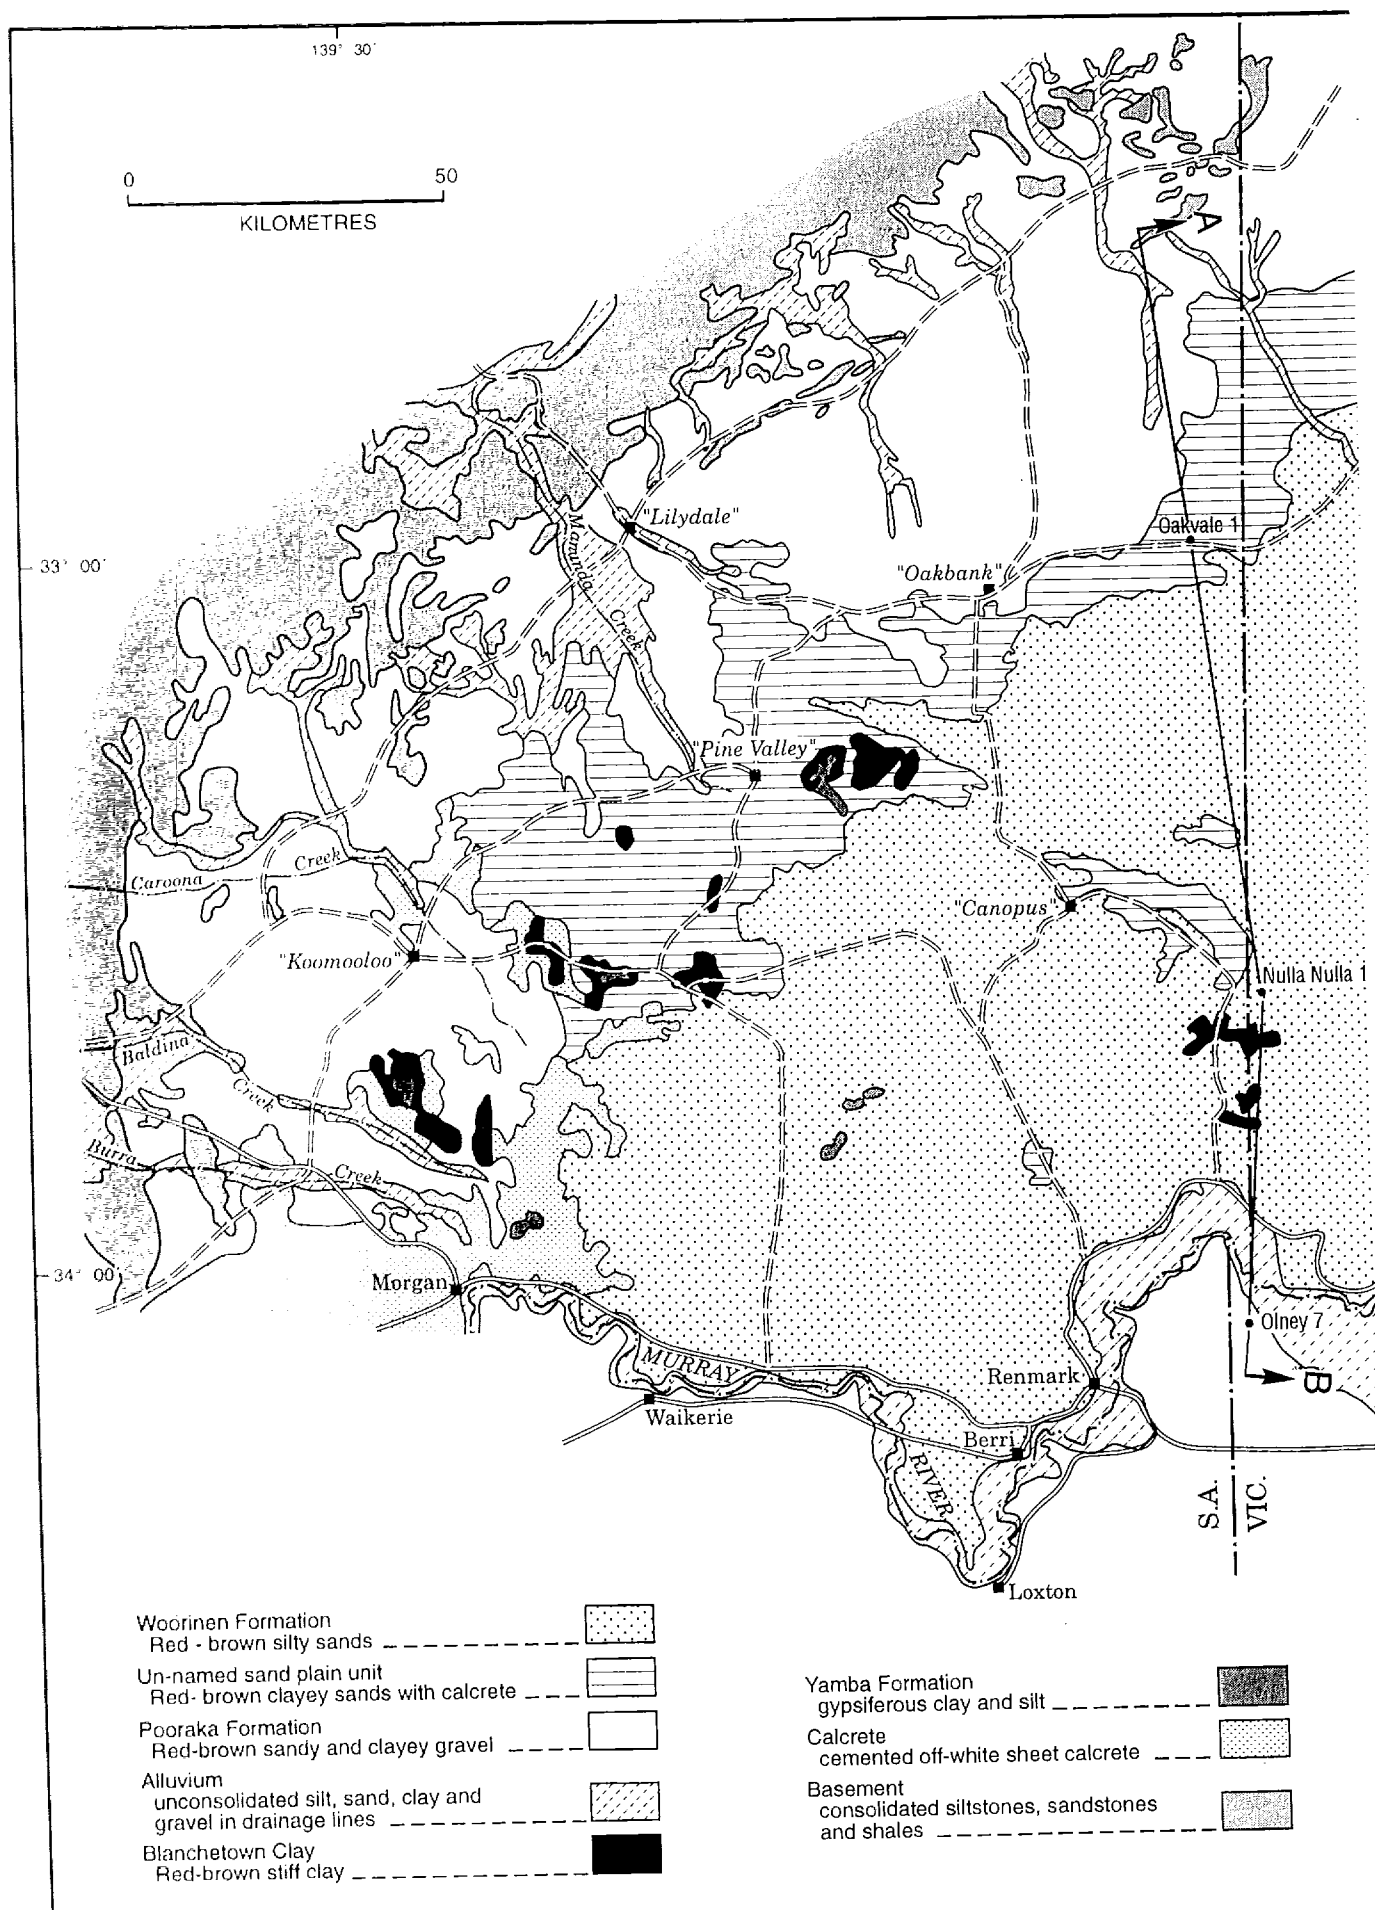 139° 30'
0 50
KILOMETRES
A
"Lilydale"
Mamunda
Creek
Oakvale 1
33° 00'
"Oakbank"
"Pine Valley"
Creek
Caroona
"Canopus"
"Koomooloo"
Nulla Nulla 1
Baldina
Creek
Burra
Creek
34° 00'
Morgan
Olney 7
MURRAY
Renmark
B
Waikerie
Berri
RIVER
S.A.
VIC.
Loxton
Woorinen Formation
Red - brown silty sands
Un-named sand plain unit
Red- brown clayey sands with calcrete
Pooraka Formation
Red-brown sandy and clayey gravel
Alluvium
unconsolidated silt, sand, clay and
gravel in drainage lines
Blanchetown Clay
Red-brown stiff clay
Yamba Formation
gypsiferous clay and silt
Calcrete
cemented off-white sheet calcrete
Basement
consolidated siltstones, sandstones
and shales